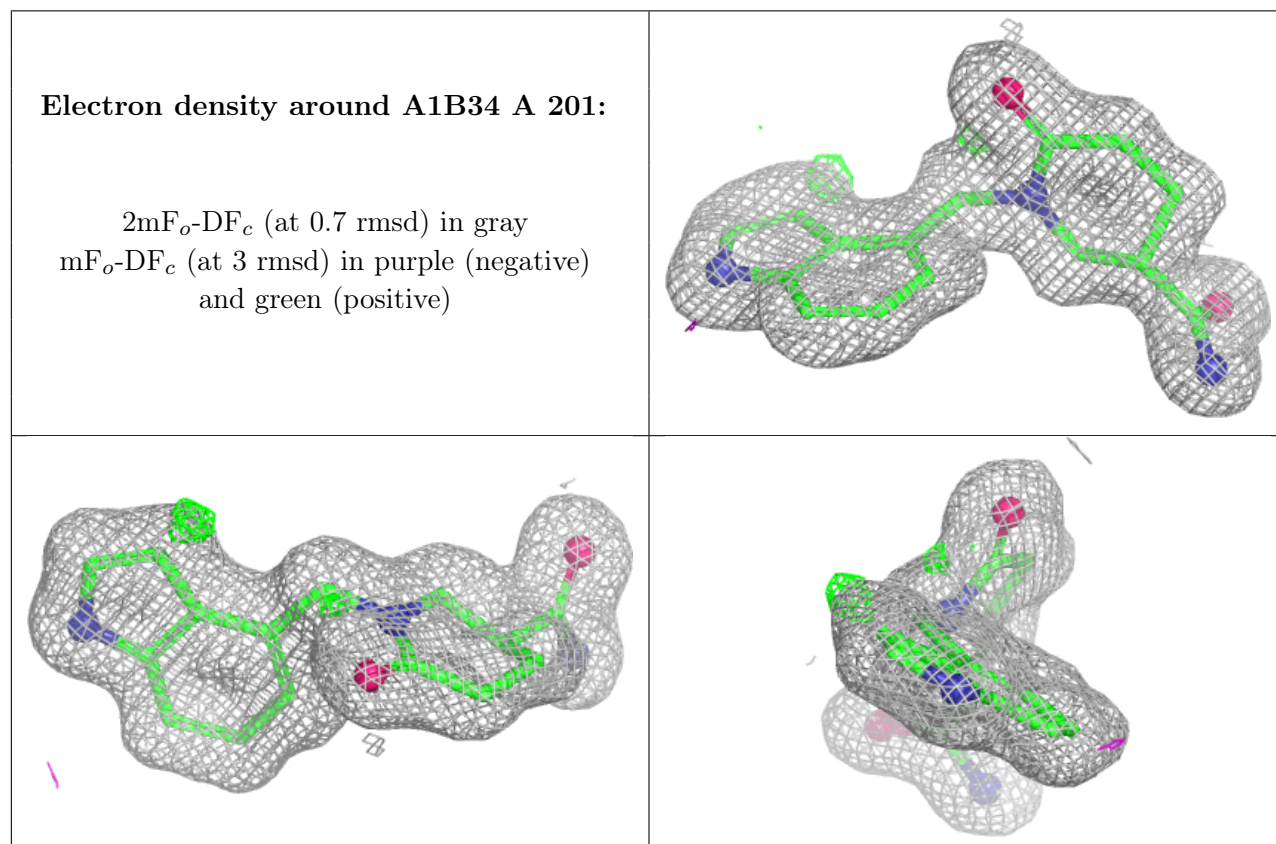 Electron density around A1B34 A 201:
2mFo-DFc (at 0.7 rmsd) in gray
mFo-DFc (at 3 rmsd) in purple (negative)
and green (positive)